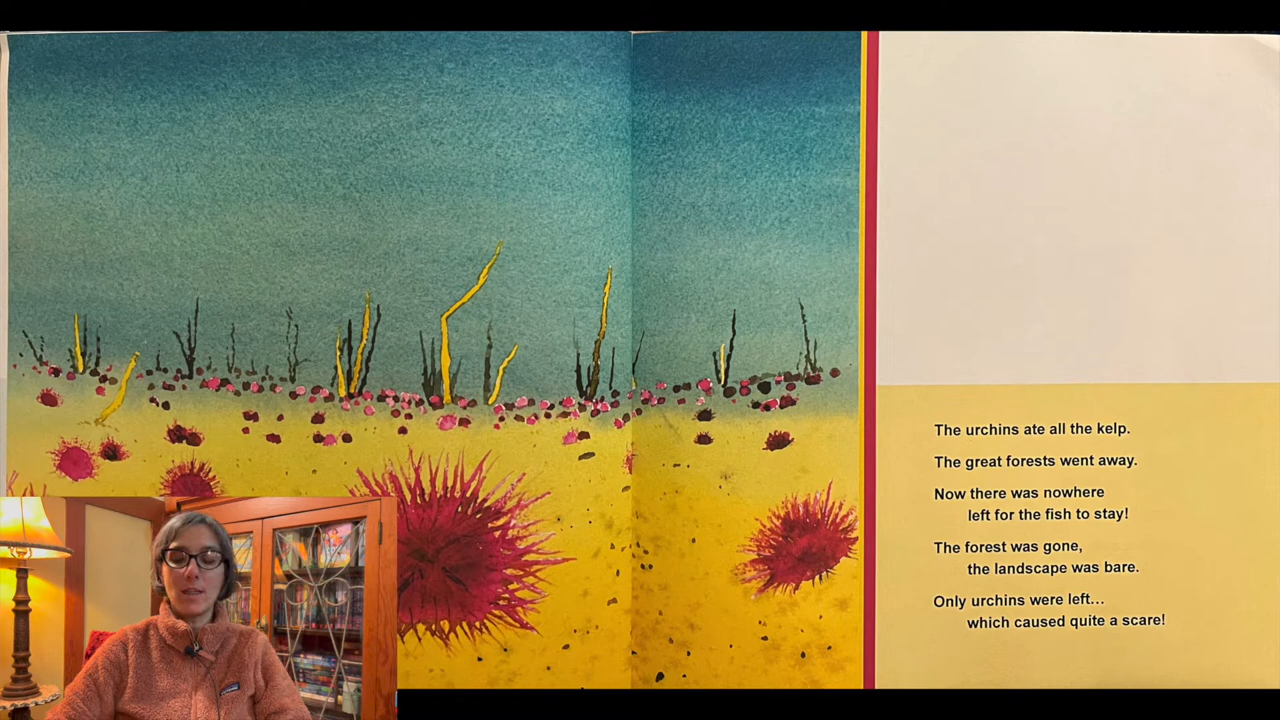 The urchins ate all the kelp.
The great forests went away.
Now there was nowhere
left for the fish to stay!
The forest was gone,
the landscape was bare.
Only urchins were left...
which caused quite a scare!